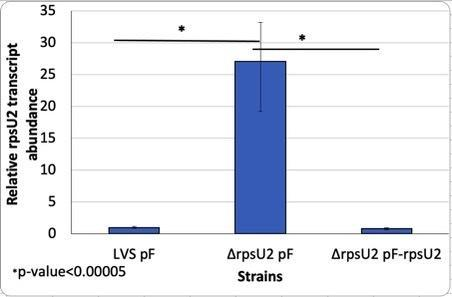 Relative rpsU2 transcript
abundance
35
30
25
20
15
10
5
0
*
*
LVS pF
ΔrpsU2 pF
ΔrpsU2 pF-rpsU2
*p-value<0.00005
Strains